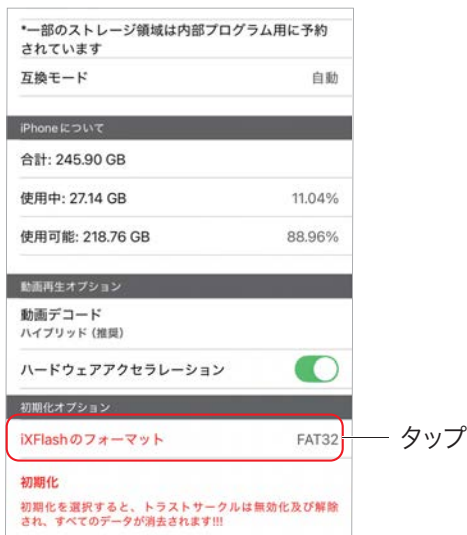 *一部のストレージ領域は内部プログラム用に予約
されています
互換モード 自動
iPhoneについて
合計: 245.90 GB
使用中: 27.14 GB 11.04%
使用可能: 218.76 GB 88.96%
動画再生オプション
動画デコード
ハイブリッド（推奨）
ハードウェアアクセラレーション
初期化オプション
iXFlashのフォーマット FAT32 タップ
初期化
初期化を選択すると、トラストサークルは無効化及び解除
され、すべてのデータが消去されます!!!